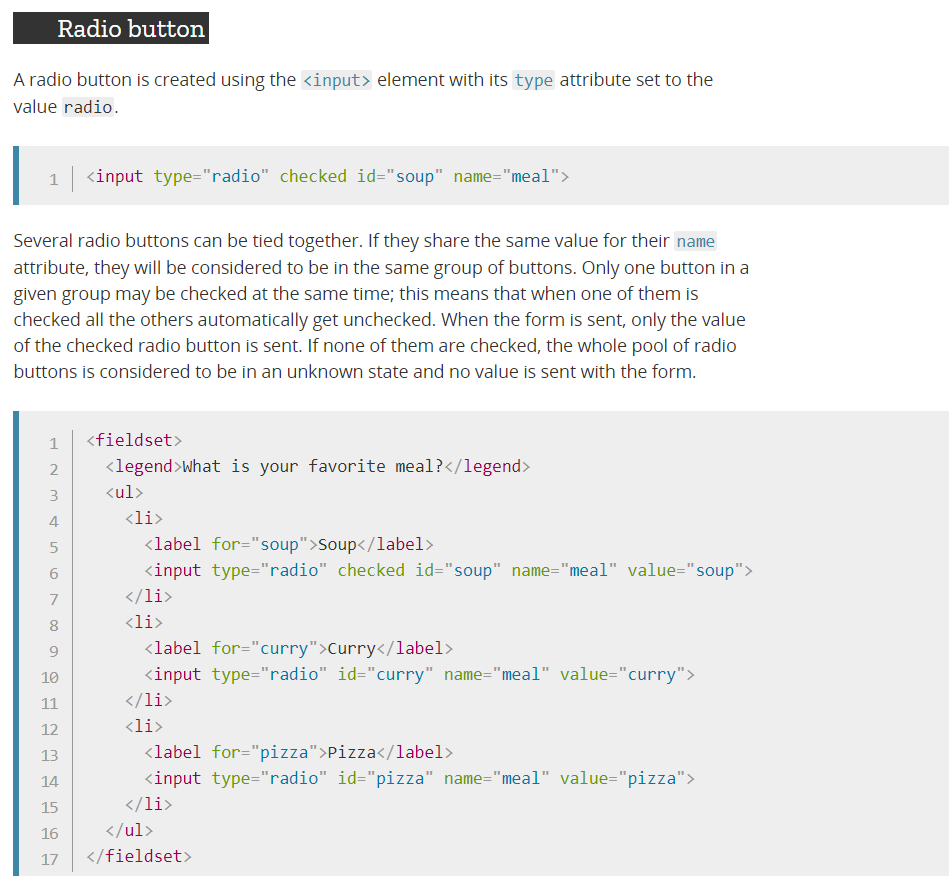 Radio button
A radio button is created using the <input> element with its type attribute set to the
value radio.
1 <input type="radio" checked id="soup" name="meal">
Several radio buttons can be tied together. If they share the same value for their name
attribute, they will be considered to be in the same group of buttons. Only one button in a
given group may be checked at the same time; this means that when one of them is
checked all the others automatically get unchecked. When the form is sent, only the value
of the checked radio button is sent. If none of them are checked, the whole pool of radio
buttons is considered to be in an unknown state and no value is sent with the form.
1 <fieldset>
2   <legend>What is your favorite meal?</legend>
3   <ul>
4     <li>
5       <label for="soup">Soup</label>
6       <input type="radio" checked id="soup" name="meal" value="soup">
7     </li>
8     <li>
9       <label for="curry">Curry</label>
10       <input type="radio" id="curry" name="meal" value="curry">
11     </li>
12     <li>
13       <label for="pizza">Pizza</label>
14       <input type="radio" id="pizza" name="meal" value="pizza">
15     </li>
16   </ul>
17 </fieldset>